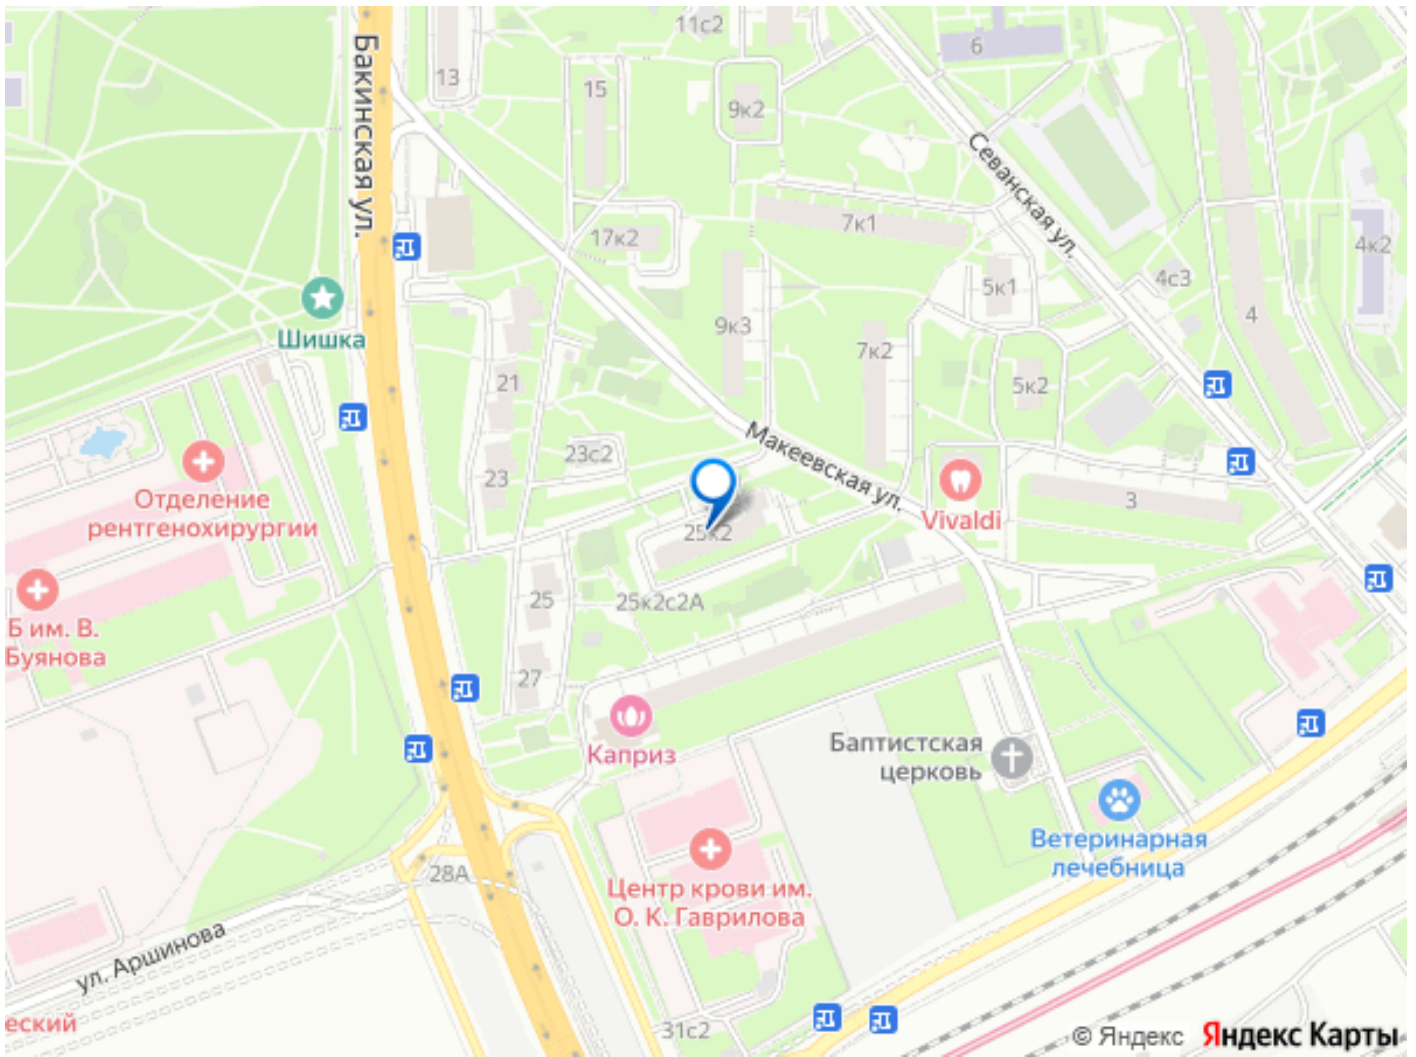 11с2
6
13
15
9к2
Бакинская ул.
Севанская ул.
7к1
17к2
4к2
4с3
5к1
Шишка
9к3
4
7к2
21
5к2
Макеевская ул.
23с2
23
Отделение
рентгенохирургии
Vivaldi
3
25к2
25
25к2с2А
Б им. В.
Буянова
27
Каприз
Баптистская
церковь
Ветеринарная
лечебница
28А
Центр крови им.
О. К. Гаврилова
ул. Аршинова
еский
31с2
© Яндекс Яндекс Карты